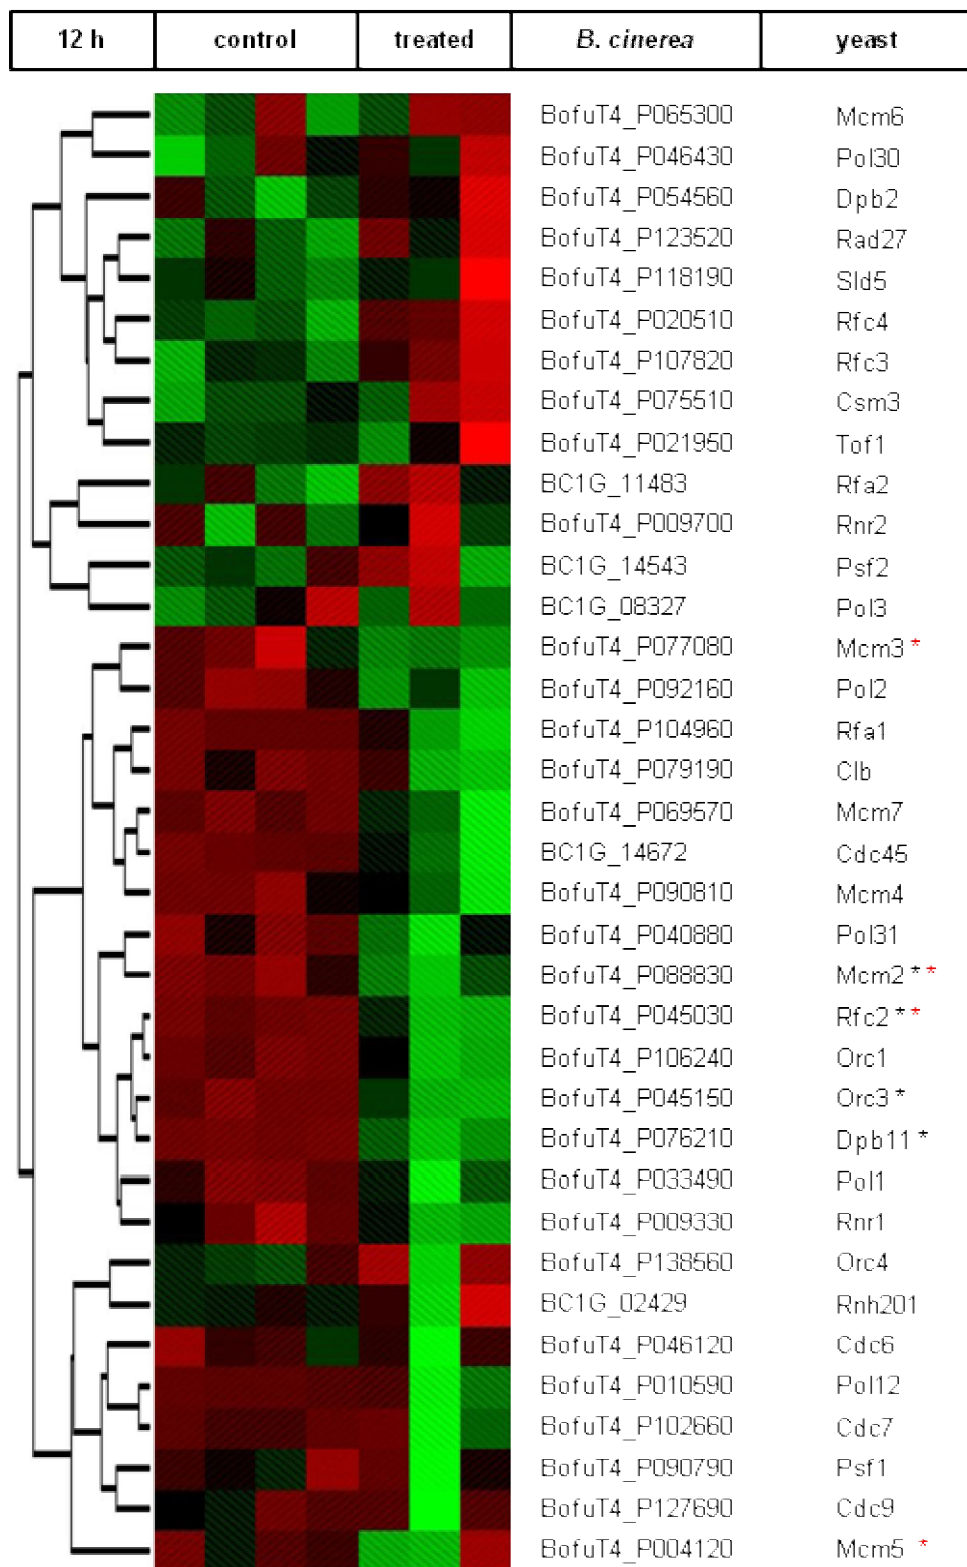 12 h control treated B. cinerea yeast
BofuT4_P065300 Mcm6
BofuT4_P046430 Pol30
BofuT4_P054560 Dpb2
BofuT4_P123520 Rad27
BofuT4_P118190 Sld5
BofuT4_P020510 Rfc4
BofuT4_P107820 Rfc3
BofuT4_P075510 Csm3
BofuT4_P021950 Tof1
BC1G_11483 Rfa2
BofuT4_P009700 Rnr2
BC1G_14543 Psf2
BC1G_08327 Pol3
BofuT4_P077080 Mcm3 *
BofuT4_P092160 Pol2
BofuT4_P104960 Rfa1
BofuT4_P079190 Clb
BofuT4_P069570 Mcm7
BC1G_14672 Cdc45
BofuT4_P090810 Mcm4
BofuT4_P040880 Pol31
BofuT4_P088830 Mcm2 * *
BofuT4_P045030 Rfc2 * *
BofuT4_P106240 Orc1
BofuT4_P045150 Orc3 *
BofuT4_P076210 Dpb11 *
BofuT4_P033490 Pol1
BofuT4_P009330 Rnr1
BofuT4_P138560 Orc4
BC1G_02429 Rnh201
BofuT4_P046120 Cdc6
BofuT4_P010590 Pol12
BofuT4_P102660 Cdc7
BofuT4_P090790 Psf1
BofuT4_P127690 Cdc9
BofuT4_P004120 Mcm5 *